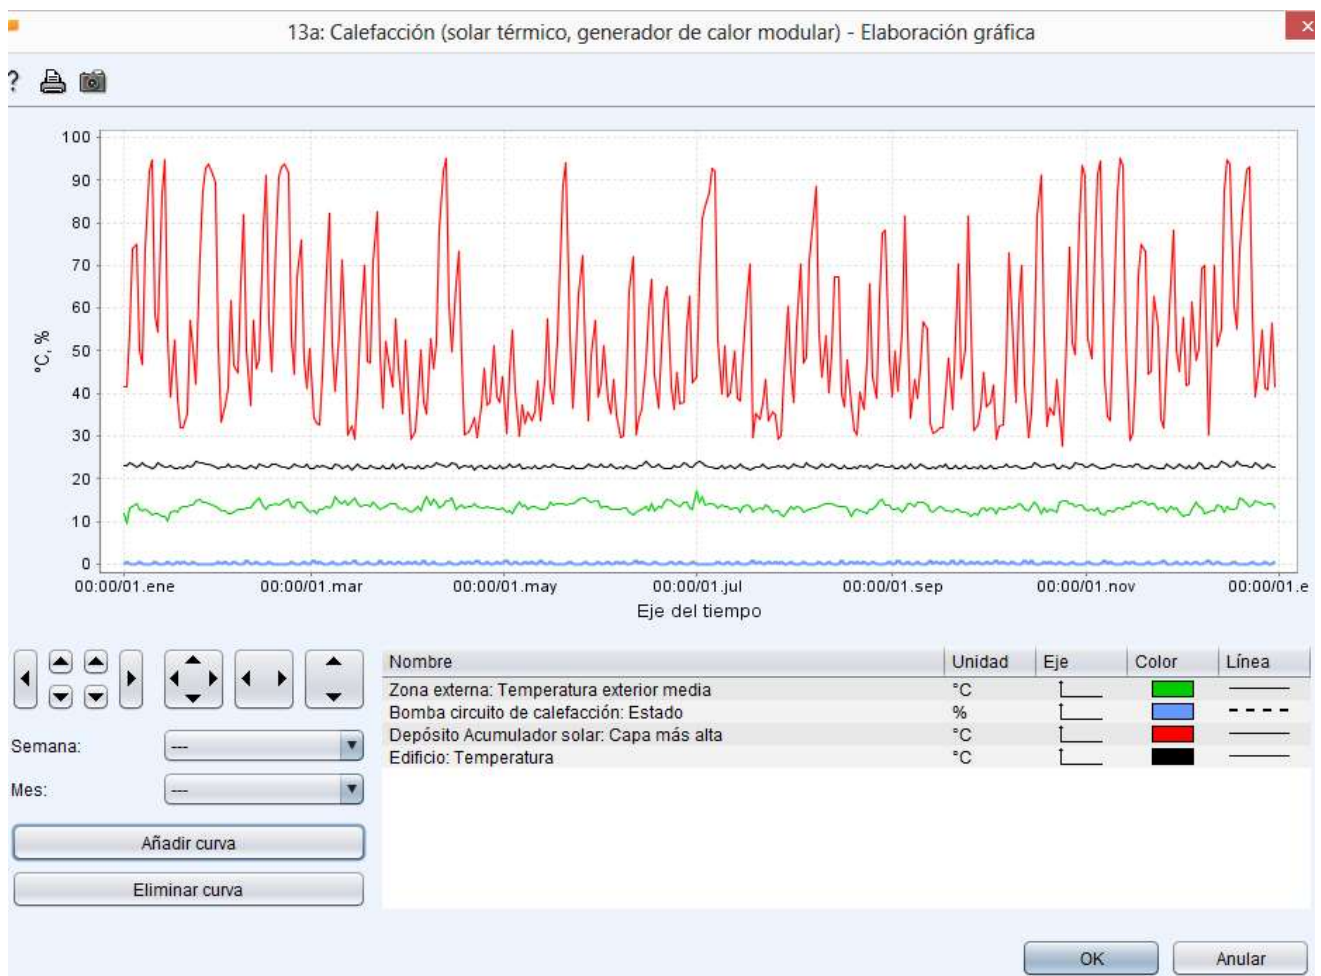 13a: Calefacción (solar térmico, generador de calor modular) - Elaboración gráfica
x
?
100
90
80
70
60
50
40
30
20
10
0
°C, %
00:00/01.ene 00:00/01.mar 00:00/01.may 00:00/01.jul 00:00/01.sep 00:00/01.nov 00:00/01.e
Eje del tiempo
Nombre Unidad Eje Color Línea
Zona externa: Temperatura exterior media °C
Bomba circuito de calefacción: Estado %
Depósito Acumulador solar: Capa más alta °C
Edificio: Temperatura °C
Semana: ---
Mes: ---
Añadir curva
Eliminar curva
OK Anular